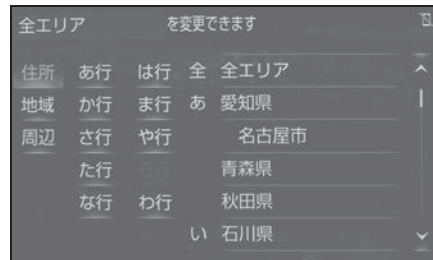 全エリア を変更できます
住所 あ行 は行 全 全エリア
地域 か行 ま行 あ 愛知県
周辺 さ行 や行 名古屋市
た行 ら行 青森県
な行 わ行 秋田県
い 石川県